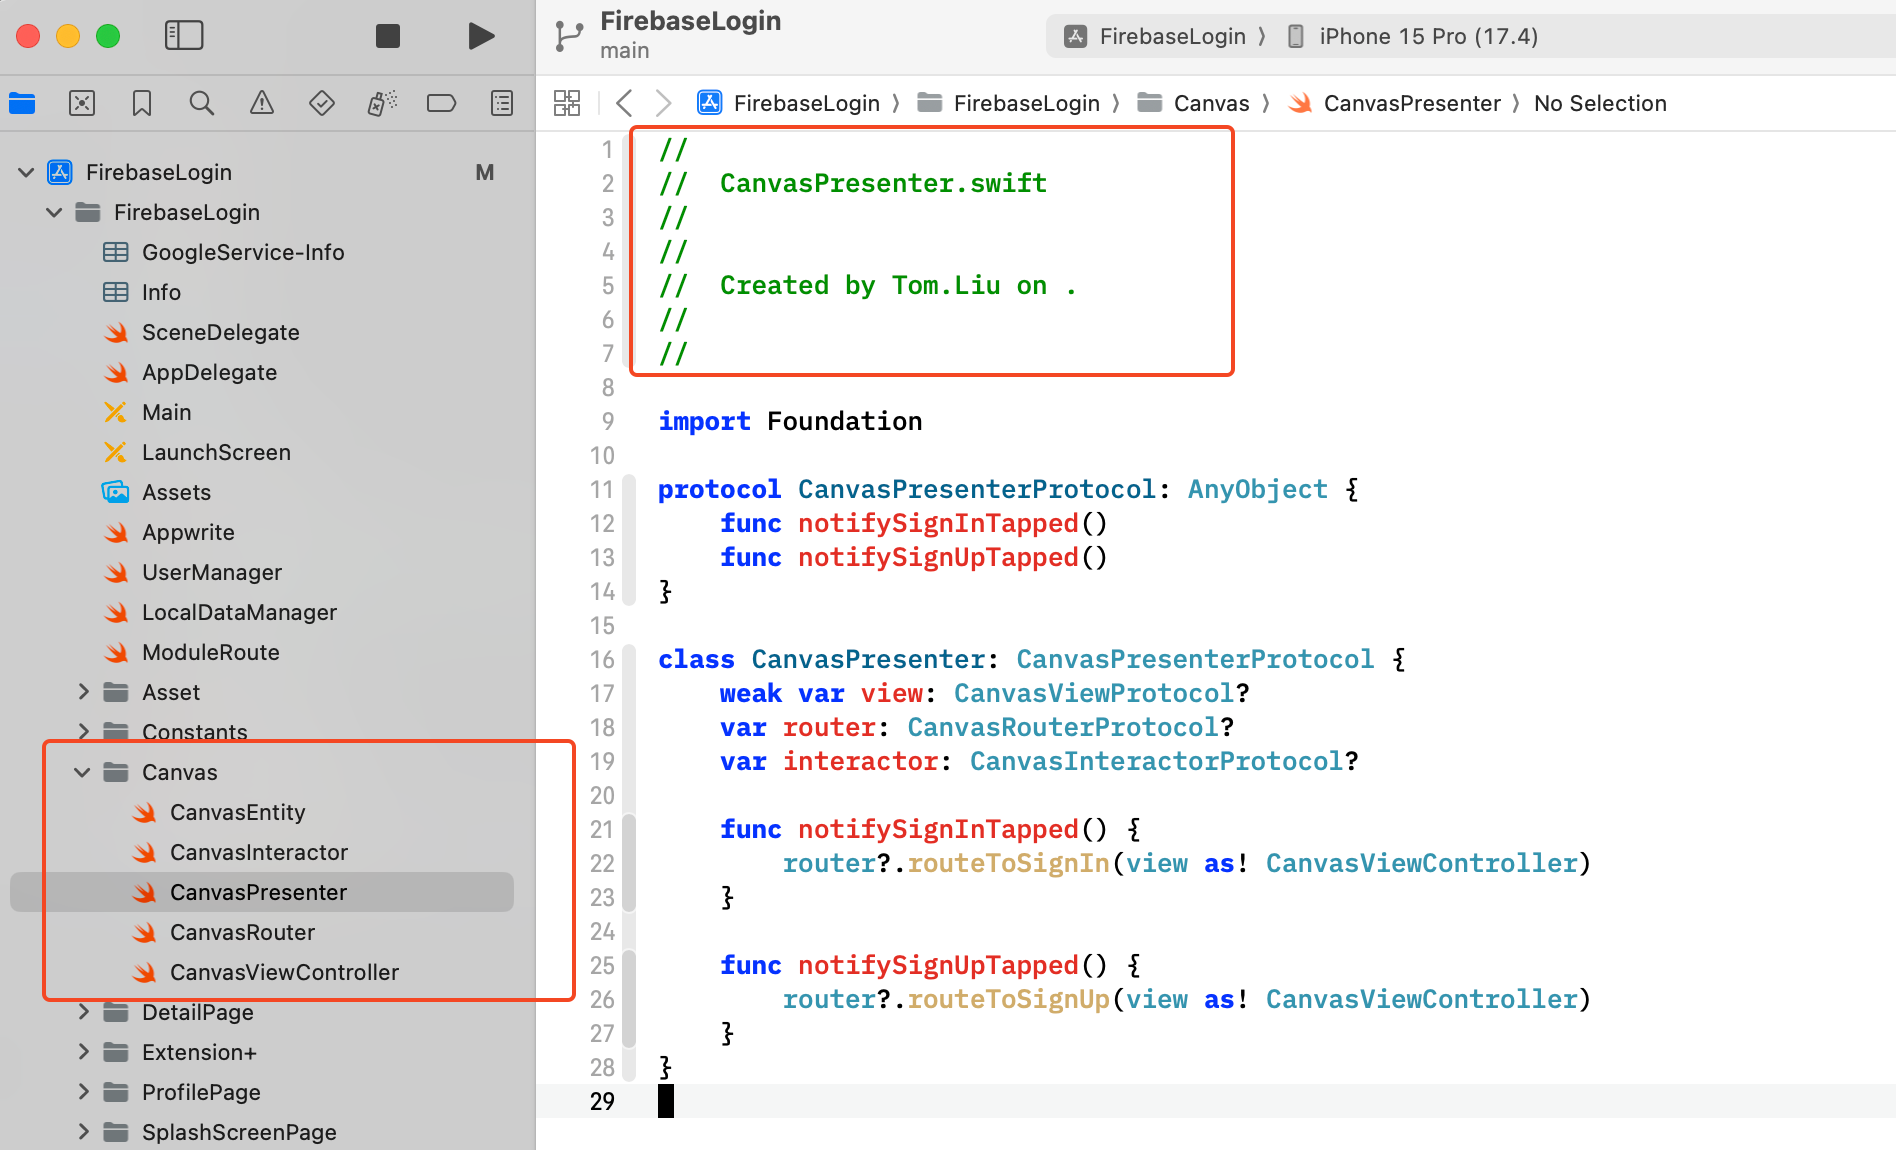 FirebaseLogin
main
FirebaseLogin 〉 iPhone 15 Pro (17.4)
FirebaseLogin 〉 FirebaseLogin 〉 Canvas 〉 CanvasPresenter 〉 No Selection
FirebaseLogin M
FirebaseLogin
GoogleService-Info
Info
SceneDelegate
AppDelegate
Main
LaunchScreen
Assets
Appwrite
UserManager
LocalDataManager
ModuleRoute
Asset
Constants
Canvas
CanvasEntity
CanvasInteractor
CanvasPresenter
CanvasRouter
CanvasViewController
DetailPage
Extension+
ProfilePage
SplashScreenPage
1 //
2 //  CanvasPresenter.swift
3 //
4 //
5 //  Created by Tom.Liu on .
6 //
7 //
8
9 import Foundation
10
11 protocol CanvasPresenterProtocol: AnyObject {
12     func notifySignInTapped()
13     func notifySignUpTapped()
14 }
15
16 class CanvasPresenter: CanvasPresenterProtocol {
17     weak var view: CanvasViewProtocol?
18     var router: CanvasRouterProtocol?
19     var interactor: CanvasInteractorProtocol?
20
21     func notifySignInTapped() {
22         router?.routeToSignIn(view as! CanvasViewController)
23     }
24
25     func notifySignUpTapped() {
26         router?.routeToSignUp(view as! CanvasViewController)
27     }
28 }
29